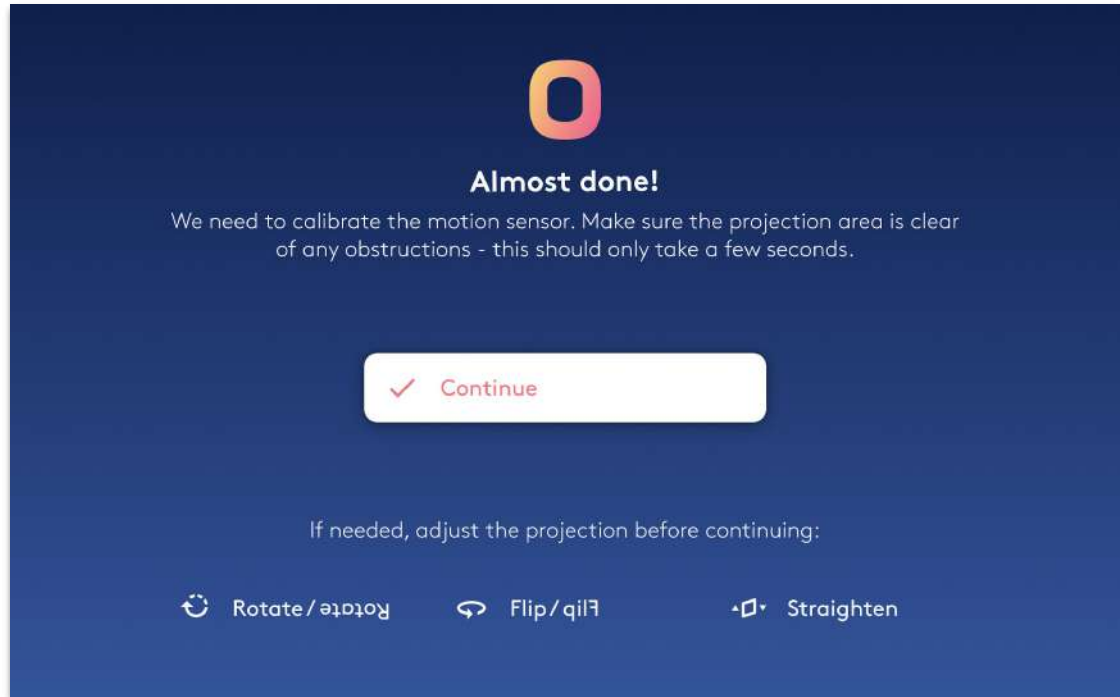 Almost done!
We need to calibrate the motion sensor. Make sure the projection area is clear
of any obstructions - this should only take a few seconds.
Continue
If needed, adjust the projection before continuing:
Rotate/Rotate Flip/Flip Straighten